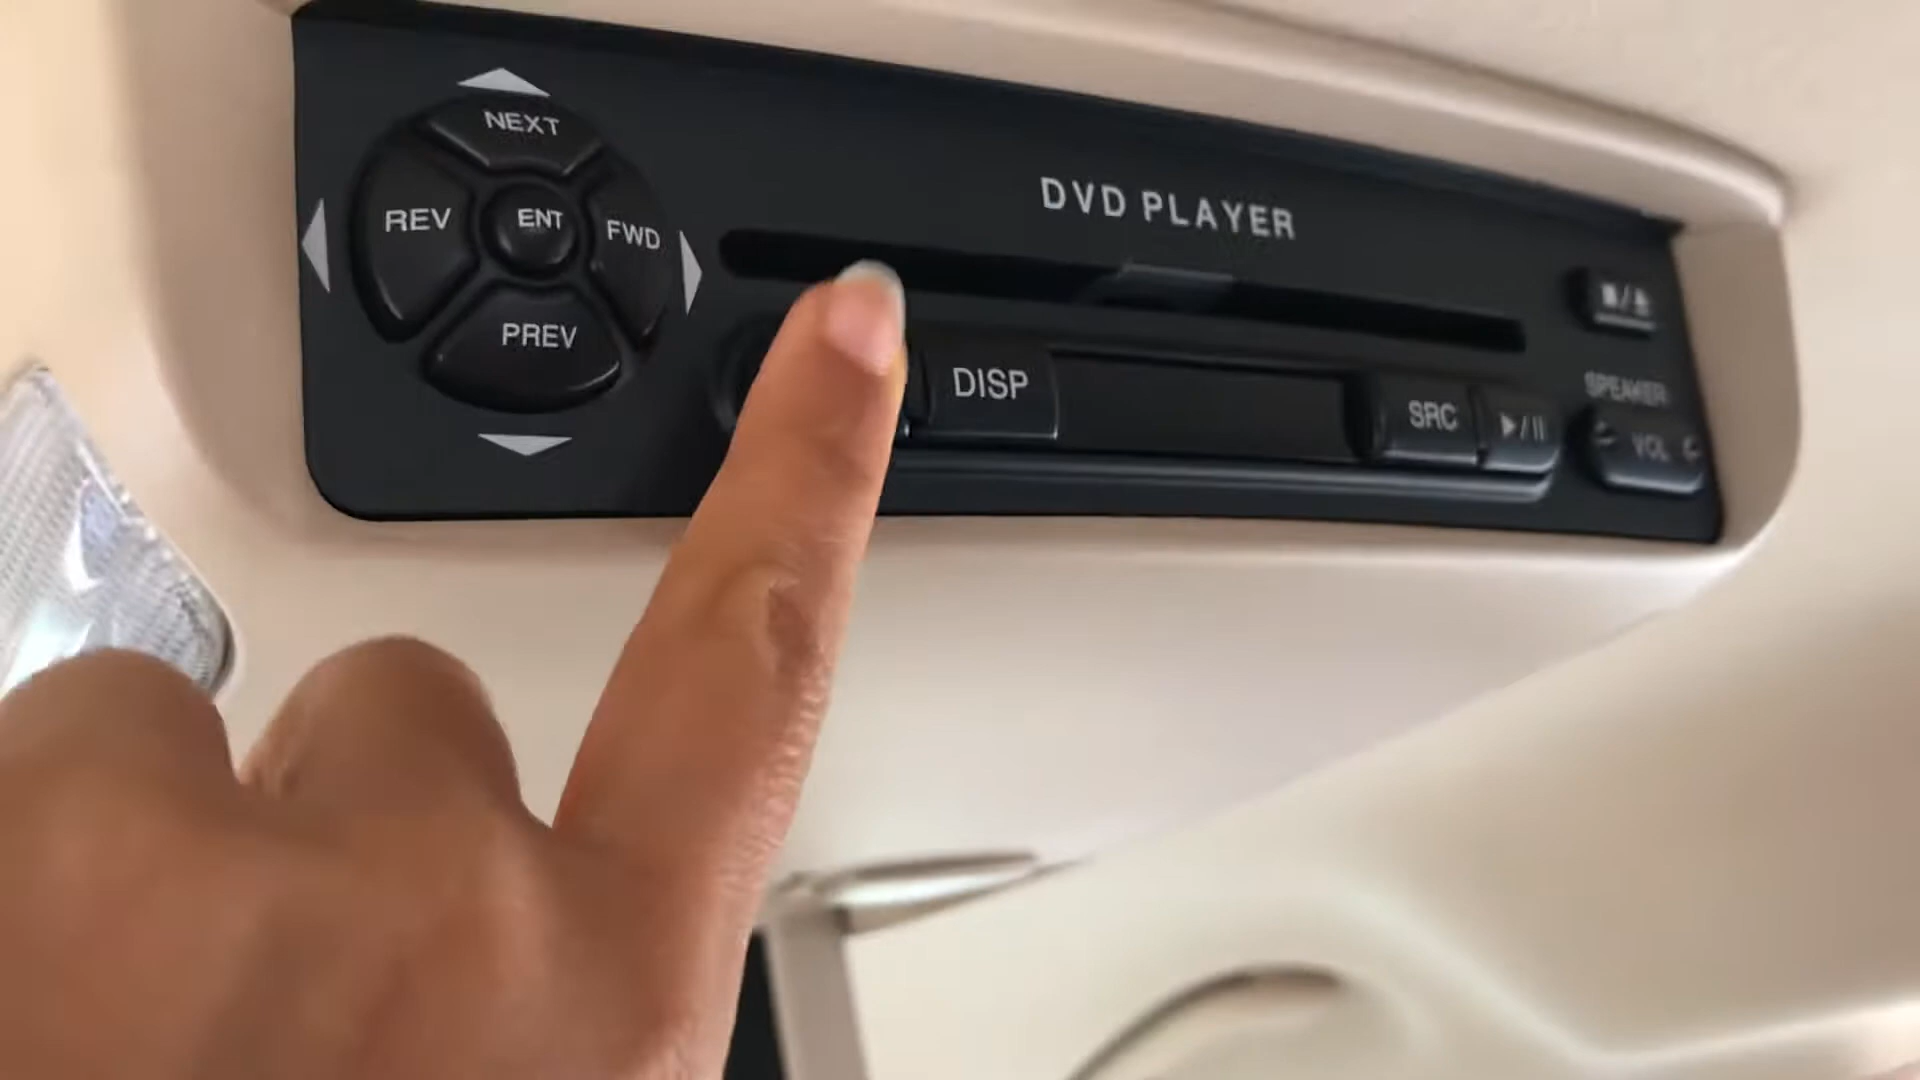 NEXT
REV
ENT
FWD
PREV
DVD PLAYER
DISP
SRC
SPEAKER
VOL